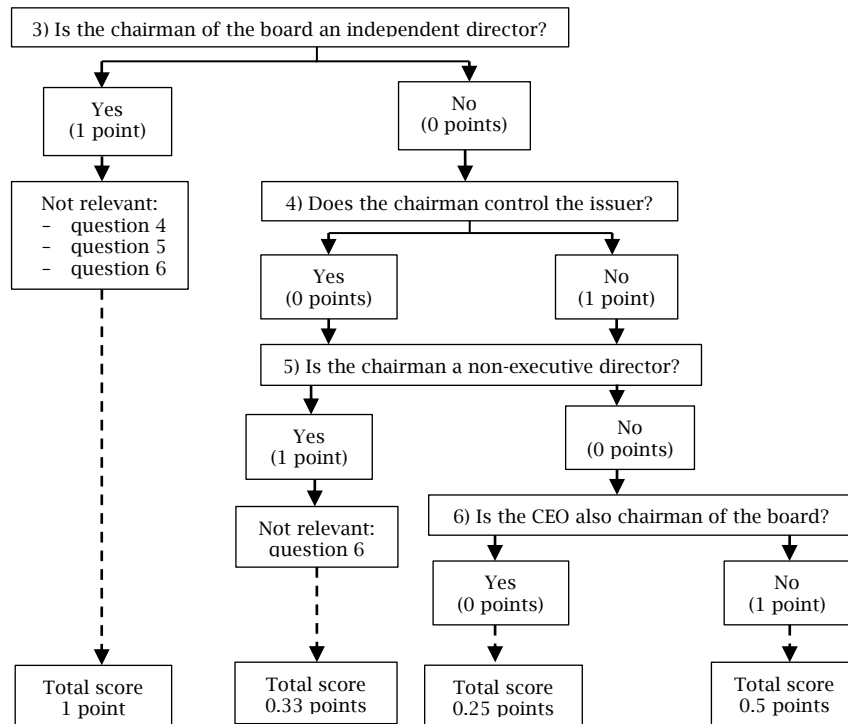 3) Is the chairman of the board an independent director?
Yes
(1 point)
No
(0 points)
Not relevant:
- question 4
- question 5
- question 6
4) Does the chairman control the issuer?
Yes
(0 points)
No
(1 point)
5) Is the chairman a non-executive director?
Yes
(1 point)
No
(0 points)
Not relevant:
question 6
6) Is the CEO also chairman of the board?
Yes
(0 points)
No
(1 point)
Total score
1 point
Total score
0.33 points
Total score
0.25 points
Total score
0.5 points